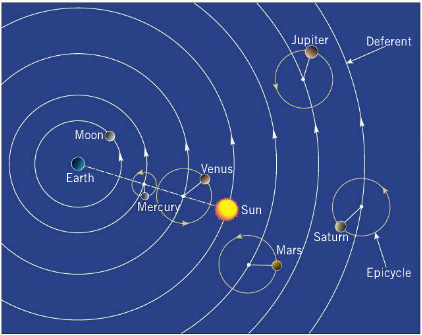 Jupiter
Deferent
Moon
Earth
Venus
Mercury
Sun
Saturn
Mars
Epicycle